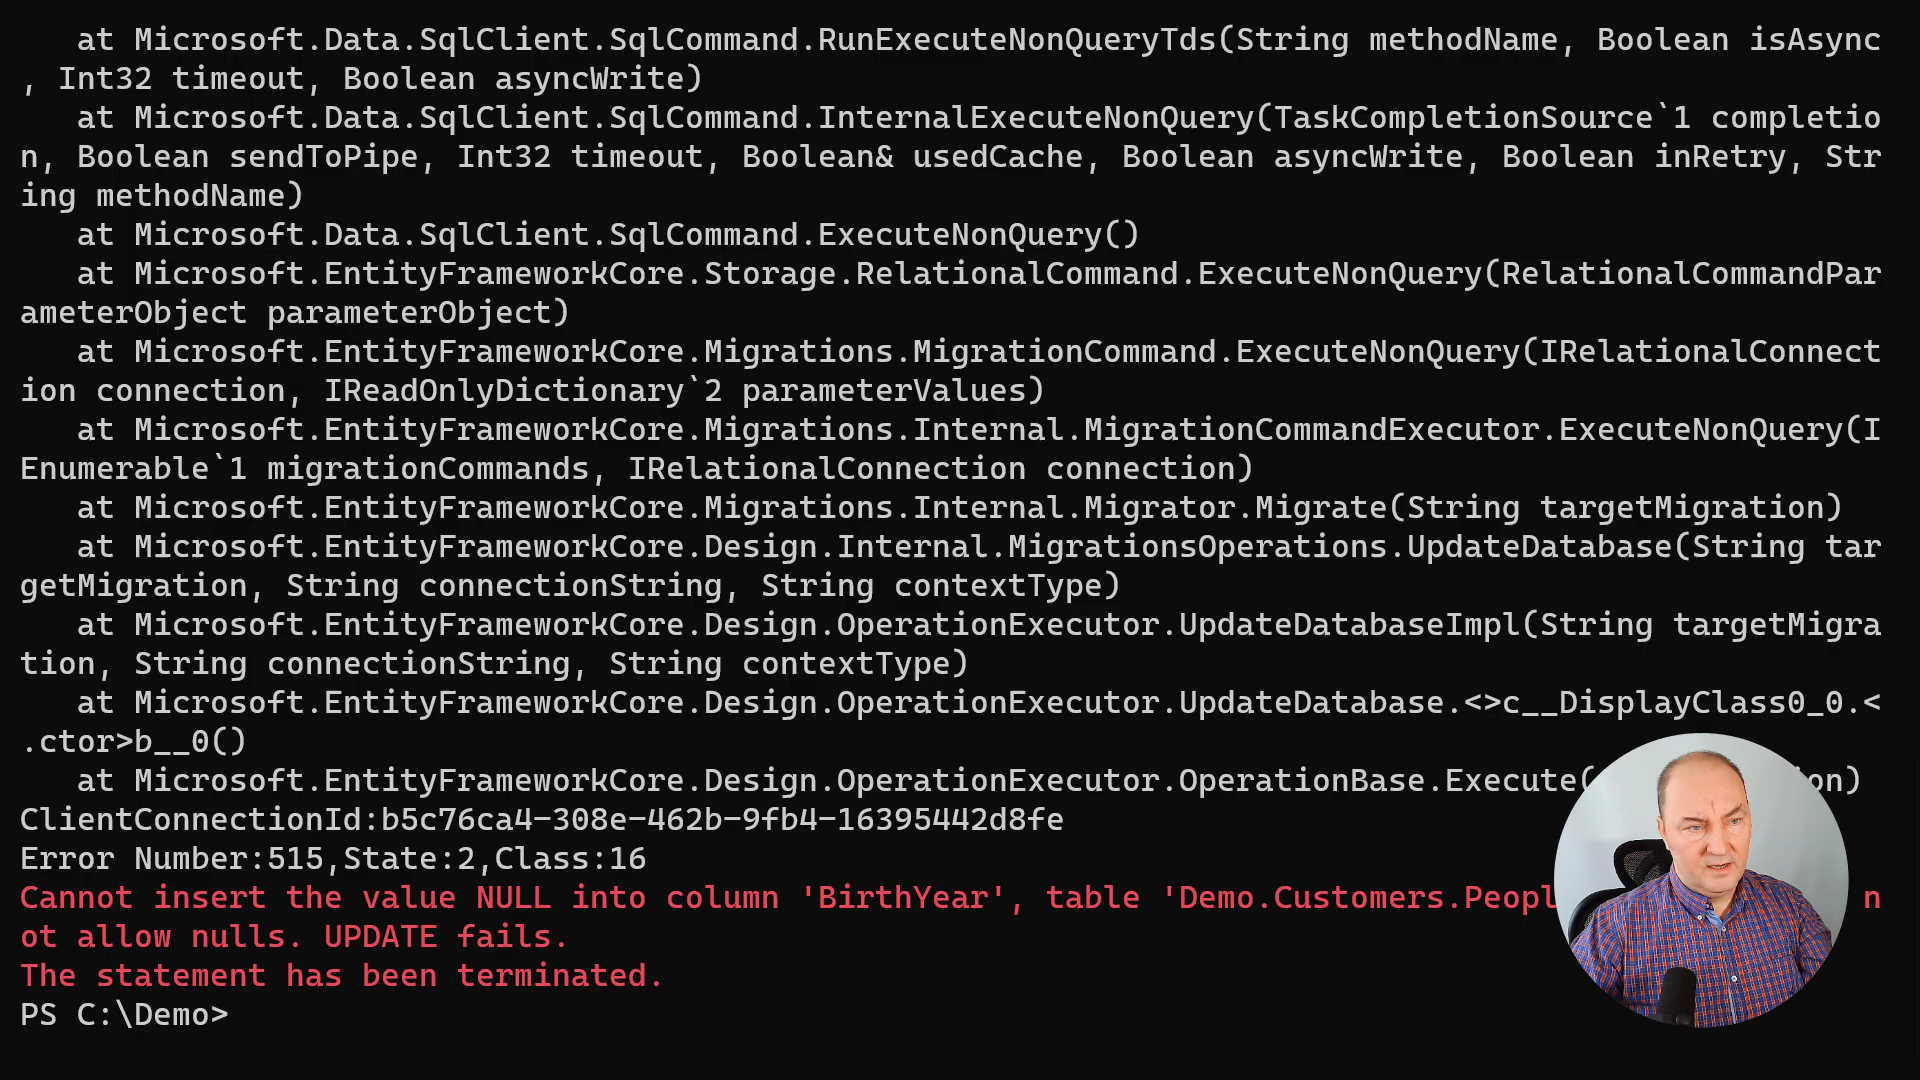 at Microsoft.Data.SqlClient.SqlCommand.RunExecuteNonQueryTds(String methodName, Boolean isAsync
, Int32 timeout, Boolean asyncWrite)
at Microsoft.Data.SqlClient.SqlCommand.InternalExecuteNonQuery(TaskCompletionSource`1 completio
n, Boolean sendToPipe, Int32 timeout, Boolean& usedCache, Boolean asyncWrite, Boolean inRetry, Str
ing methodName)
at Microsoft.Data.SqlClient.SqlCommand.ExecuteNonQuery()
at Microsoft.EntityFrameworkCore.Storage.RelationalCommand.ExecuteNonQuery(RelationalCommandPar
ameterObject parameterObject)
at Microsoft.EntityFrameworkCore.Migrations.MigrationCommand.ExecuteNonQuery(IRelationalConnect
ion connection, IReadOnlyDictionary`2 parameterValues)
at Microsoft.EntityFrameworkCore.Migrations.Internal.MigrationCommandExecutor.ExecuteNonQuery(I
Enumerable`1 migrationCommands, IRelationalConnection connection)
at Microsoft.EntityFrameworkCore.Migrations.Internal.Migrator.Migrate(String targetMigration)
at Microsoft.EntityFrameworkCore.Design.Internal.MigrationsOperations.UpdateDatabase(String tar
getMigration, String connectionString, String contextType)
at Microsoft.EntityFrameworkCore.Design.OperationExecutor.UpdateDatabaseImpl(String targetMigra
tion, String connectionString, String contextType)
at Microsoft.EntityFrameworkCore.Design.OperationExecutor.UpdateDatabase.<>c__DisplayClass0_0.<
.ctor>b__0()
at Microsoft.EntityFrameworkCore.Design.OperationExecutor.OperationBase.Execute( on)
ClientConnectionId:b5c76ca4-308e-462b-9fb4-16395442d8fe
Error Number:515,State:2,Class:16
Cannot insert the value NULL into column 'BirthYear', table 'Demo.Customers.Peopl n
ot allow nulls. UPDATE fails.
The statement has been terminated.
PS C:\Demo>